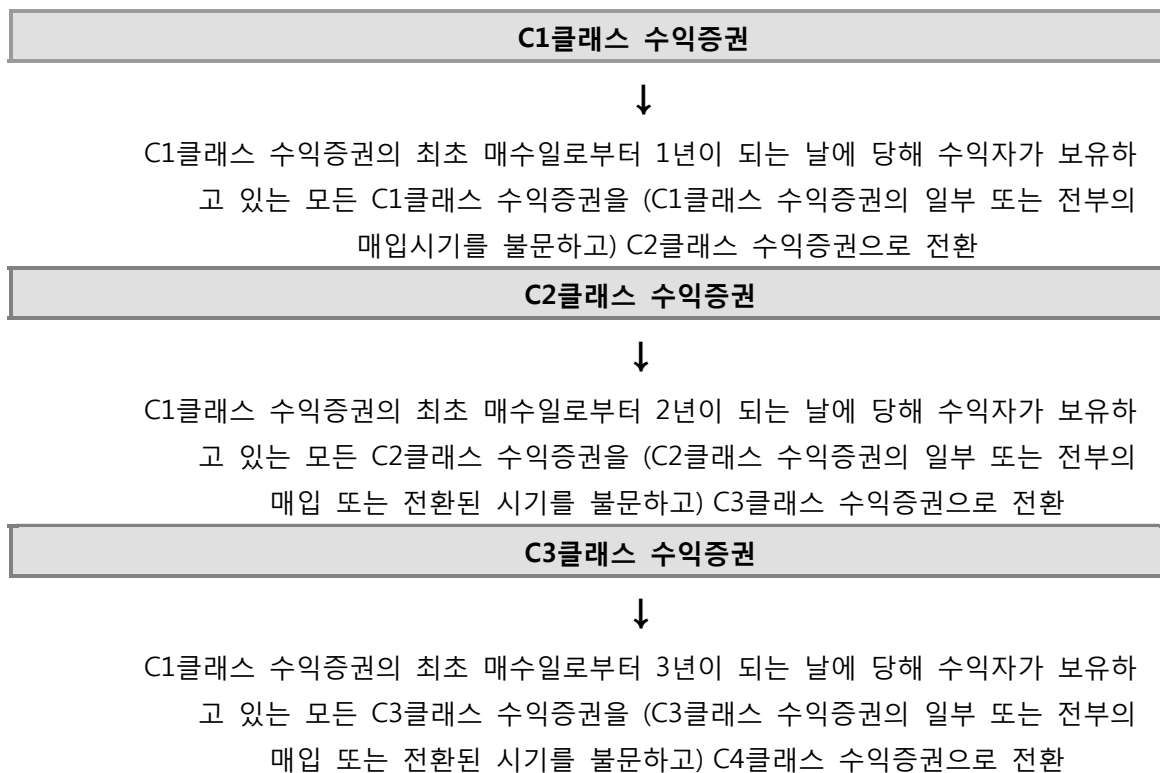 C1클래스 수익증권
↓
C1클래스 수익증권의 최초 매수일로부터 1년이 되는 날에 당해 수익자가 보유하
고 있는 모든 C1클래스 수익증권을 (C1클래스 수익증권의 일부 또는 전부의
매입시기를 불문하고) C2클래스 수익증권으로 전환
C2클래스 수익증권
↓
C1클래스 수익증권의 최초 매수일로부터 2년이 되는 날에 당해 수익자가 보유하
고 있는 모든 C2클래스 수익증권을 (C2클래스 수익증권의 일부 또는 전부의
매입 또는 전환된 시기를 불문하고) C3클래스 수익증권으로 전환
C3클래스 수익증권
↓
C1클래스 수익증권의 최초 매수일로부터 3년이 되는 날에 당해 수익자가 보유하
고 있는 모든 C3클래스 수익증권을 (C3클래스 수익증권의 일부 또는 전부의
매입 또는 전환된 시기를 불문하고) C4클래스 수익증권으로 전환